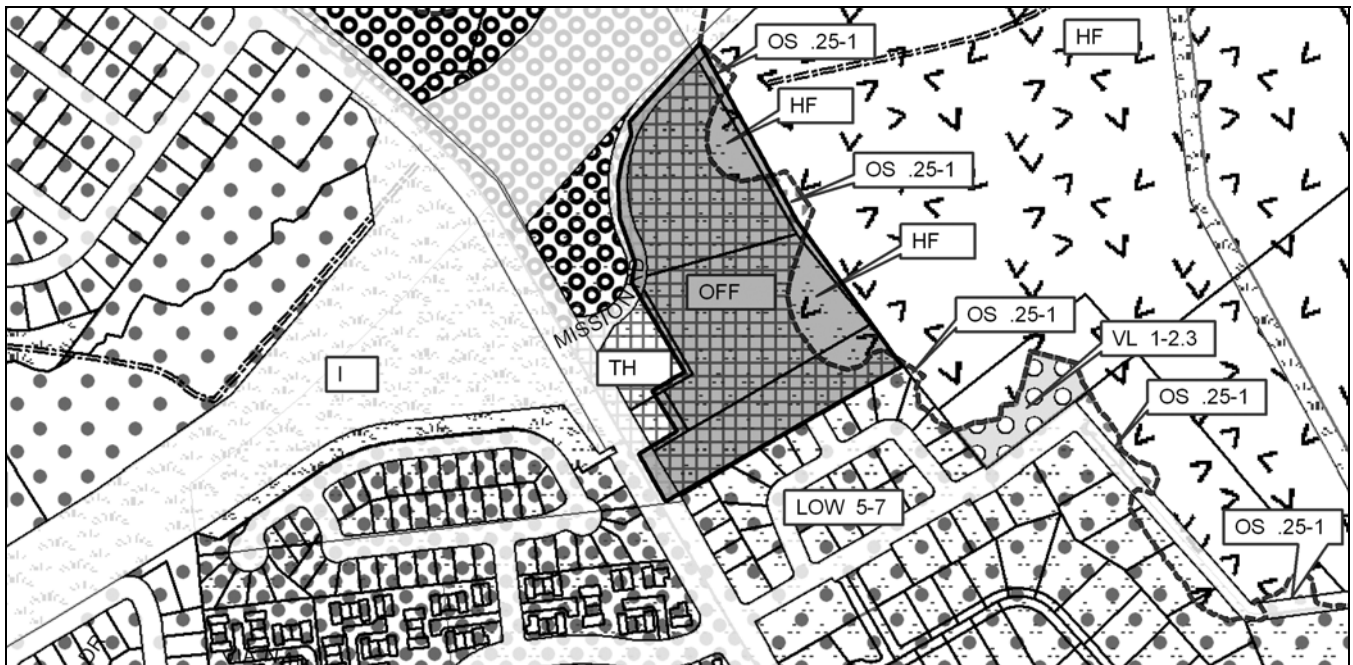 OS .25-1
HF
HF
OS .25-1
HF
OFF
OS .25-1
VL 1-2.3
MISSION
TH
I
OS .25-1
LOW 5-7
OS .25-1
DR